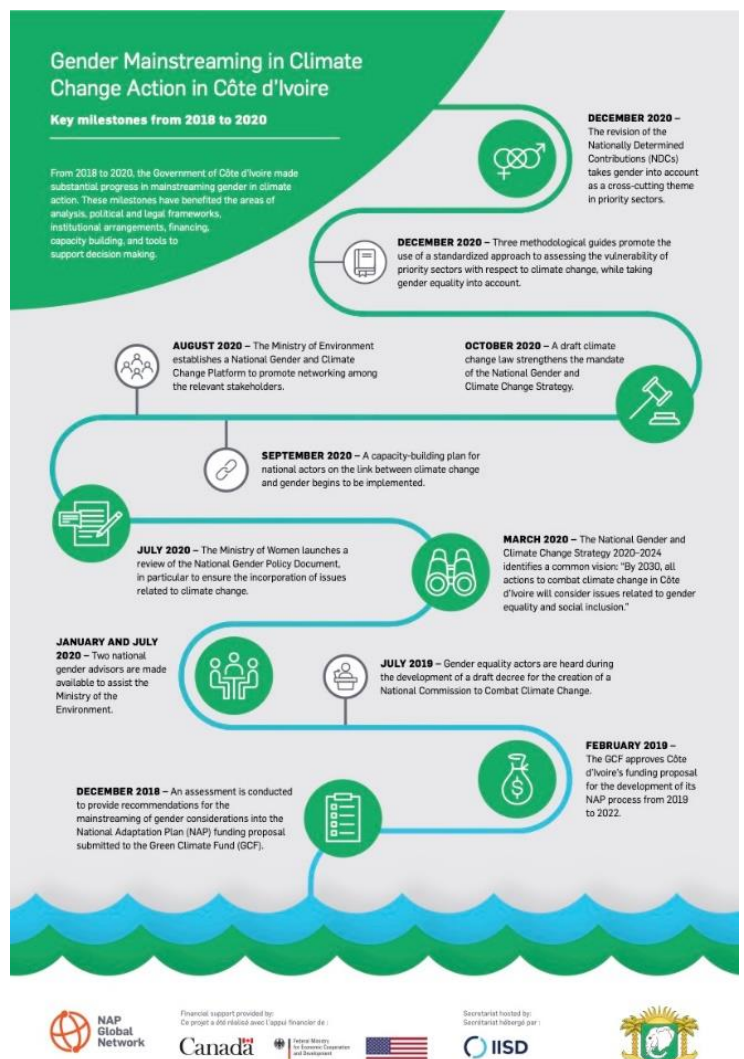 Gender Mainstreaming in Climate
Change Action in Côte d'Ivoire
Key milestones from 2018 to 2020
From 2018 to 2020, the Government of Côte d'Ivoire made
substantial progress in mainstreaming gender in climate
action. These milestones have benefited the areas of
analysis, political and legal frameworks,
institutional arrangements, financing,
capacity building, and tools to
support decision making.
DECEMBER 2020 –
The revision of the
Nationally Determined
Contributions (NDCs)
takes gender into account
as a cross-cutting theme
in priority sectors.
DECEMBER 2020 – Three methodological guides promote the
use of a standardized approach to assessing the vulnerability of
priority sectors with respect to climate change, while taking
gender equality into account.
AUGUST 2020 – The Ministry of Environment
establishes a National Gender and Climate
Change Platform to promote networking among
the relevant stakeholders.
OCTOBER 2020 – A draft climate
change law strengthens the mandate
of the National Gender and
Climate Change Strategy.
SEPTEMBER 2020 – A capacity-building plan for
national actors on the link between climate change
and gender begins to be implemented.
JULY 2020 – The Ministry of Women launches a
review of the National Gender Policy Document,
in particular to ensure the incorporation of issues
related to climate change.
MARCH 2020 – The National Gender and
Climate Change Strategy 2020–2024
identifies a common vision: "By 2030, all
actions to combat climate change in Côte
d'Ivoire will consider issues related to gender
equality and social inclusion."
JANUARY AND JULY
2020 – Two national
gender advisors are made
available to assist the
Ministry of the
Environment.
JULY 2019 – Gender equality actors are heard during
the development of a draft decree for the creation of a
National Commission to Combat Climate Change.
FEBRUARY 2019 –
The GCF approves Côte
d'Ivoire's funding proposal
for the development of its
NAP process from 2019
to 2022.
DECEMBER 2018 – An assessment is conducted
to provide recommendations for the
mainstreaming of gender considerations into the
National Adaptation Plan (NAP) funding proposal
submitted to the Green Climate Fund (GCF).
NAP
Global
Network
Financial support provided by:
Ce projet a été réalisé avec l'appui financier de :
Canada
Federal Ministry
for Economic Cooperation
and Development
Secretariat hosted by:
Secrétariat hébergé par :
IISD